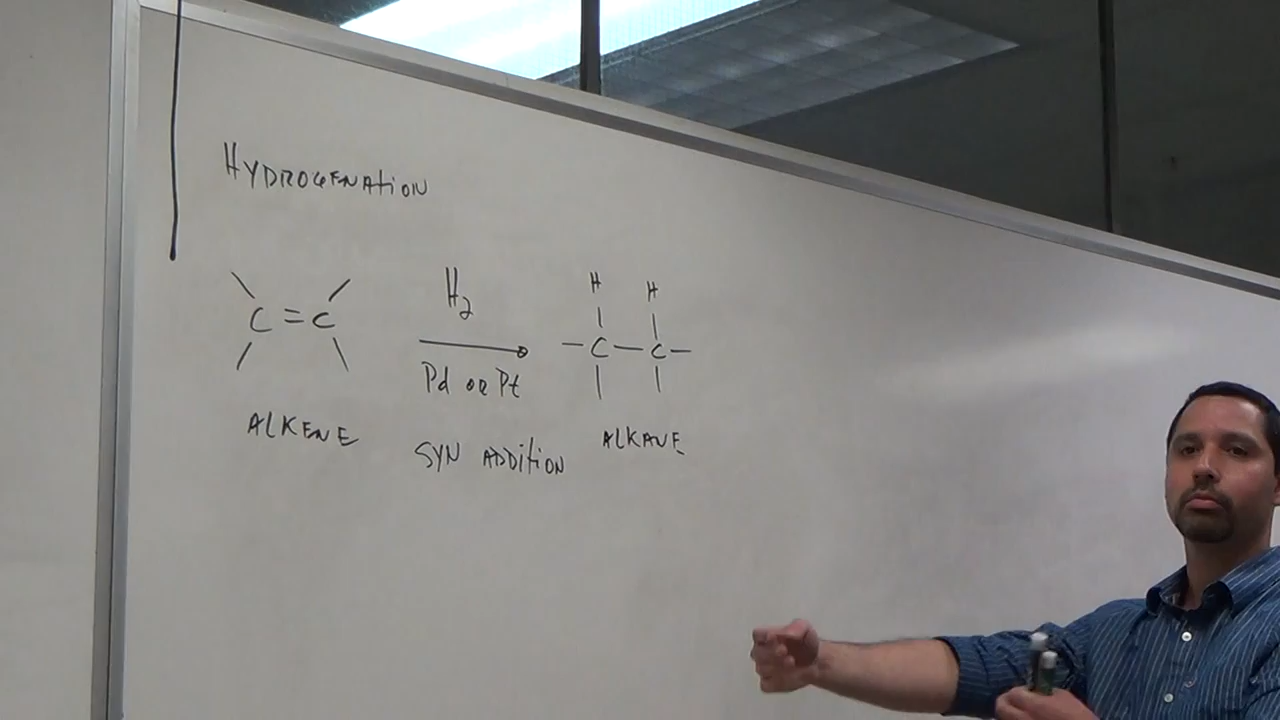 HYDROGENATION
C=C
H2
Pd or Pt
H H
-C-C-
ALKENE
SYN ADDITION
ALKANE